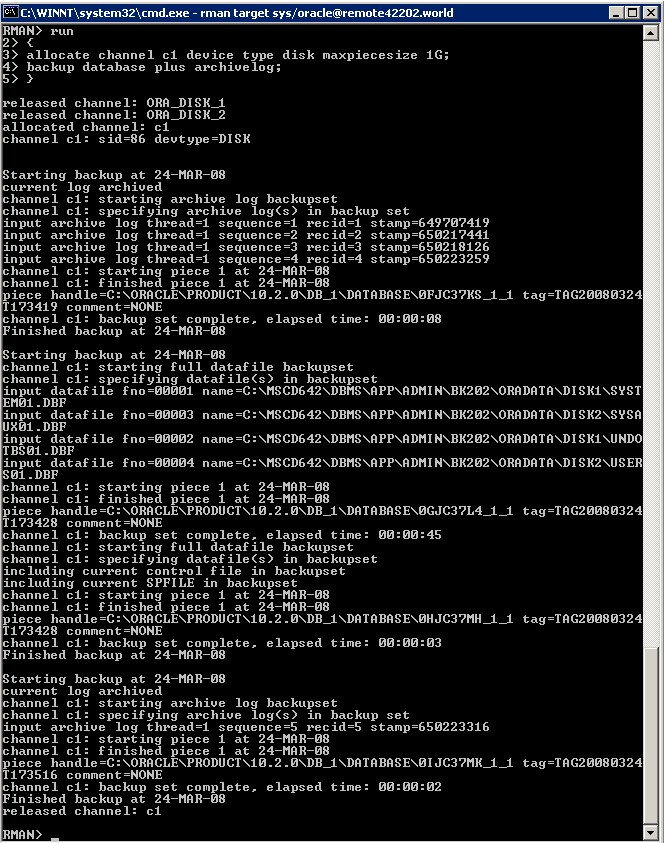 C:\WINNT\system32\cmd.exe - rman target sys/oracle@remote42202.world
RMAN> run
2> {
3> allocate channel c1 device type disk maxpiecesize 1G;
4> backup database plus archivelog;
5> }
released channel: ORA_DISK_1
released channel: ORA_DISK_2
allocated channel: c1
channel c1: sid=86 devtype=DISK
Starting backup at 24-MAR-08
current log archived
channel c1: starting archive log backupset
channel c1: specifying archive log(s) in backup set
input archive log thread=1 sequence=1 recid=1 stamp=649707419
input archive log thread=1 sequence=2 recid=2 stamp=650217441
input archive log thread=1 sequence=3 recid=3 stamp=650218126
input archive log thread=1 sequence=4 recid=4 stamp=650223259
channel c1: starting piece 1 at 24-MAR-08
channel c1: finished piece 1 at 24-MAR-08
piece handle=C:\ORACLE\PRODUCT\10.2.0\DB_1\DATABASE\0FJC37KS_1_1 tag=TAG20080324
T173419 comment=NONE
channel c1: backup set complete, elapsed time: 00:00:08
Finished backup at 24-MAR-08
Starting backup at 24-MAR-08
channel c1: starting full datafile backupset
channel c1: specifying datafile(s) in backupset
input datafile fno=00001 name=C:\MSCD642\DBMS\APP\ADMIN\BK202\ORADATA\DISK1\SYST
EM01.DBF
input datafile fno=00003 name=C:\MSCD642\DBMS\APP\ADMIN\BK202\ORADATA\DISK2\SYSA
UX01.DBF
input datafile fno=00002 name=C:\MSCD642\DBMS\APP\ADMIN\BK202\ORADATA\DISK1\UNDO
TBS01.DBF
input datafile fno=00004 name=C:\MSCD642\DBMS\APP\ADMIN\BK202\ORADATA\DISK2\USER
S01.DBF
channel c1: starting piece 1 at 24-MAR-08
channel c1: finished piece 1 at 24-MAR-08
piece handle=C:\ORACLE\PRODUCT\10.2.0\DB_1\DATABASE\0GJC37L4_1_1 tag=TAG20080324
T173428 comment=NONE
channel c1: backup set complete, elapsed time: 00:00:45
channel c1: starting full datafile backupset
channel c1: specifying datafile(s) in backupset
including current control file in backupset
including current SPFILE in backupset
channel c1: starting piece 1 at 24-MAR-08
channel c1: finished piece 1 at 24-MAR-08
piece handle=C:\ORACLE\PRODUCT\10.2.0\DB_1\DATABASE\0HJC37MH_1_1 tag=TAG20080324
T173428 comment=NONE
channel c1: backup set complete, elapsed time: 00:00:03
Finished backup at 24-MAR-08
Starting backup at 24-MAR-08
current log archived
channel c1: starting archive log backupset
channel c1: specifying archive log(s) in backup set
input archive log thread=1 sequence=5 recid=5 stamp=650223316
channel c1: starting piece 1 at 24-MAR-08
channel c1: finished piece 1 at 24-MAR-08
piece handle=C:\ORACLE\PRODUCT\10.2.0\DB_1\DATABASE\0IJC37MK_1_1 tag=TAG20080324
T173516 comment=NONE
channel c1: backup set complete, elapsed time: 00:00:02
Finished backup at 24-MAR-08
released channel: c1
RMAN> _